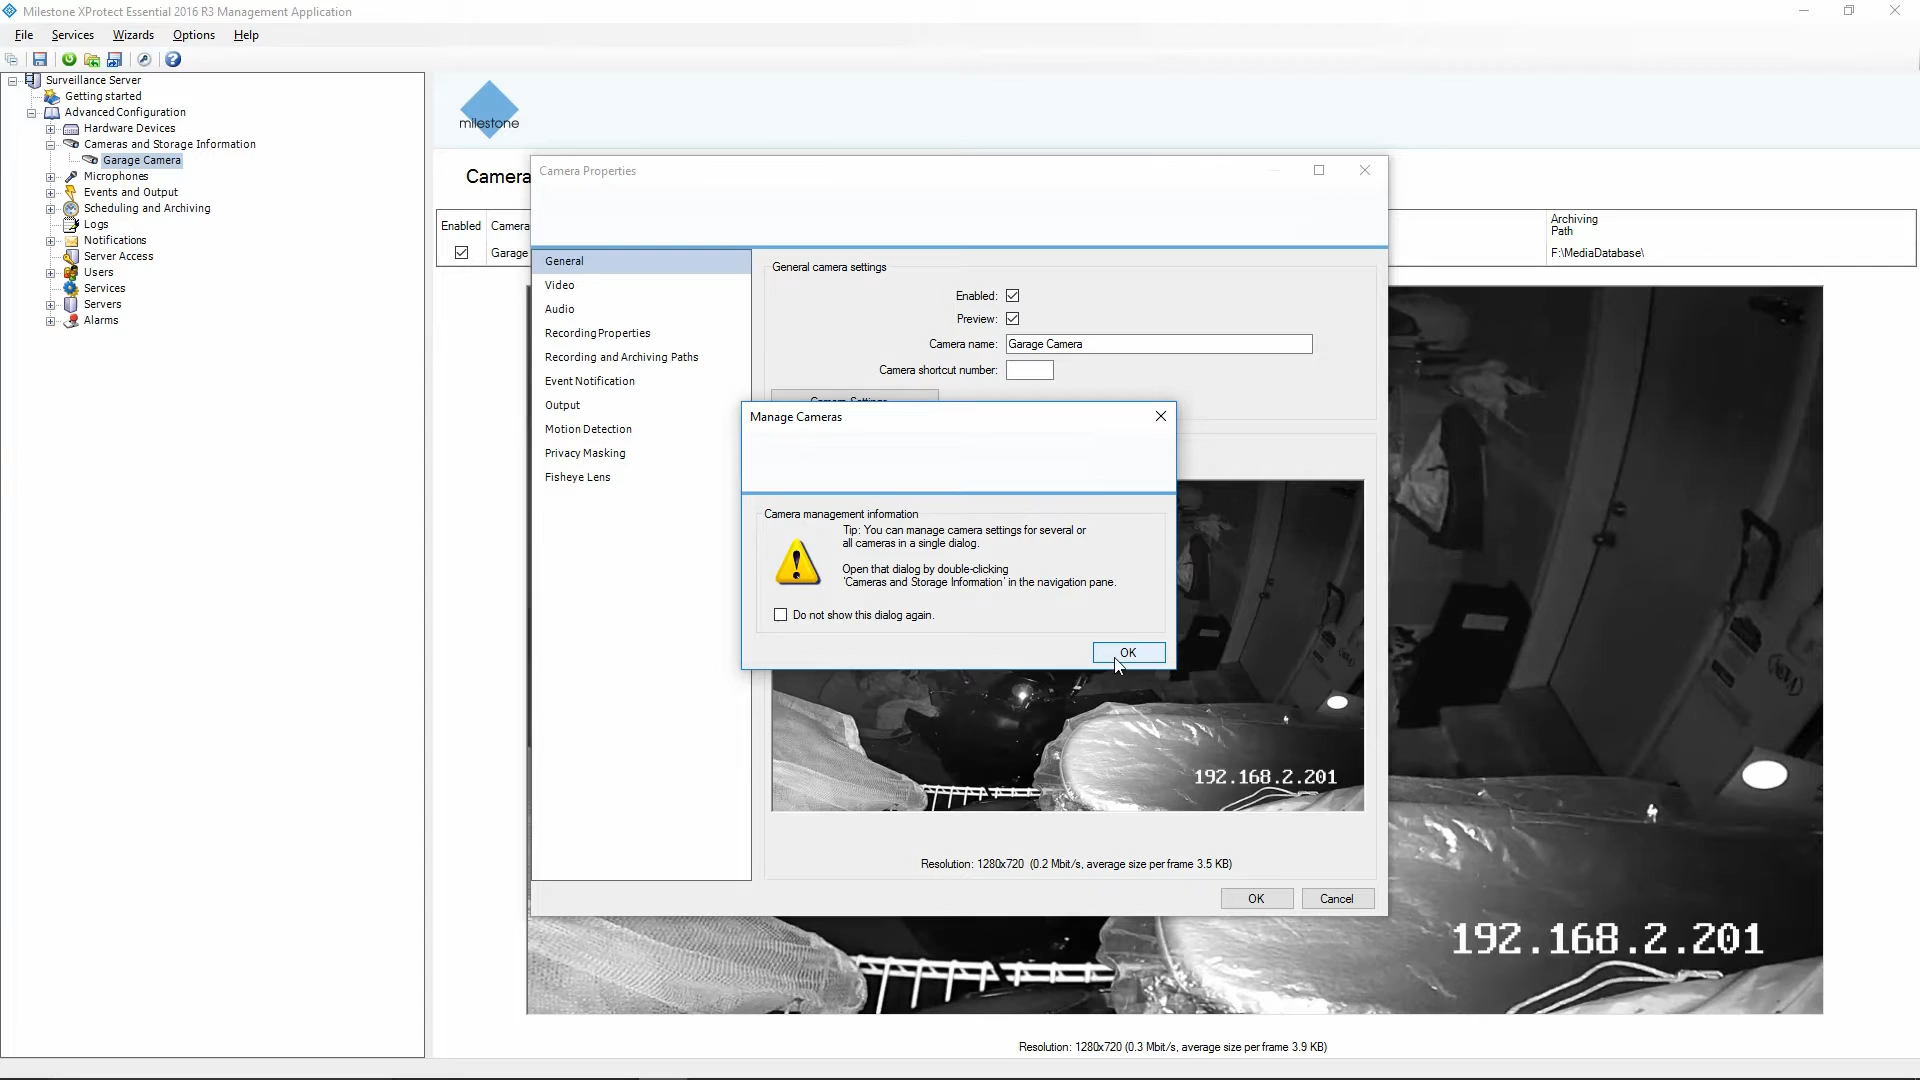 Milestone XProtect Essential 2016 R3 Management Application
File Services Wizards Options Help
Surveillance Server
Getting started
Advanced Configuration
Hardware Devices
Cameras and Storage Information
Garage Camera
Microphones
Events and Output
Scheduling and Archiving
Logs
Notifications
Server Access
Users
Services
Servers
Alarms
milestone
Camera
Enabled Camera
Archiving
Path
Garage F:\MediaDatabase\
Camera Properties
General
Video
Audio
Recording Properties
Recording and Archiving Paths
Event Notification
Output
Motion Detection
Privacy Masking
Fisheye Lens
General camera settings
Enabled:
Preview:
Camera name: Garage Camera
Camera shortcut number:
Camera Settings
Manage Cameras
Camera management information
Tip: You can manage camera settings for several or
all cameras in a single dialog.
Open that dialog by double-clicking
'Cameras and Storage Information' in the navigation pane.
Do not show this dialog again.
OK
192.168.2.201
Resolution: 1280x720 (0.2 Mbit/s, average size per frame 3.5 KB)
OK Cancel
192.168.2.201
Resolution: 1280x720 (0.3 Mbit/s, average size per frame 3.9 KB)